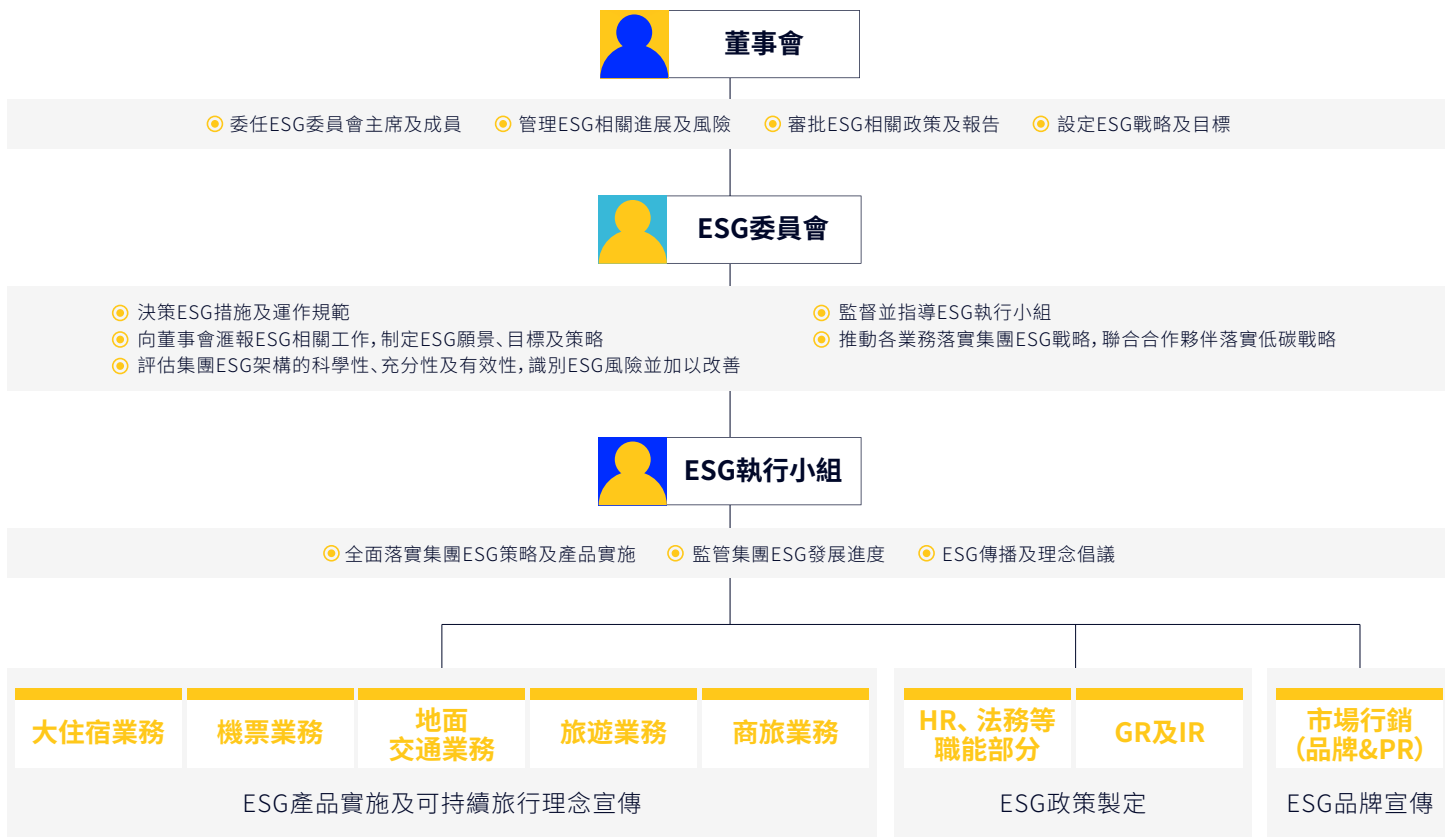 董事會
委任ESG委員會主席及成員 管理ESG相關進展及風險 審批ESG相關政策及報告 設定ESG戰略及目標
ESG委員會
決策ESG措施及運作規範
向董事會滙報ESG相關工作,制定ESG願景、目標及策略
評估集團ESG架構的科學性、充分性及有效性,識別ESG風險並加以改善
監督並指導ESG執行小組
推動各業務落實集團ESG戰略,聯合合作夥伴落實低碳戰略
ESG執行小組
全面落實集團ESG策略及產品實施 監管集團ESG發展進度 ESG傳播及理念倡議
大住宿業務
機票業務
地面
交通業務
旅遊業務
商旅業務
ESG產品實施及可持續旅行理念宣傳
HR、法務等
職能部分
GR及IR
ESG政策製定
市場行銷
(品牌&PR)
ESG品牌宣傳